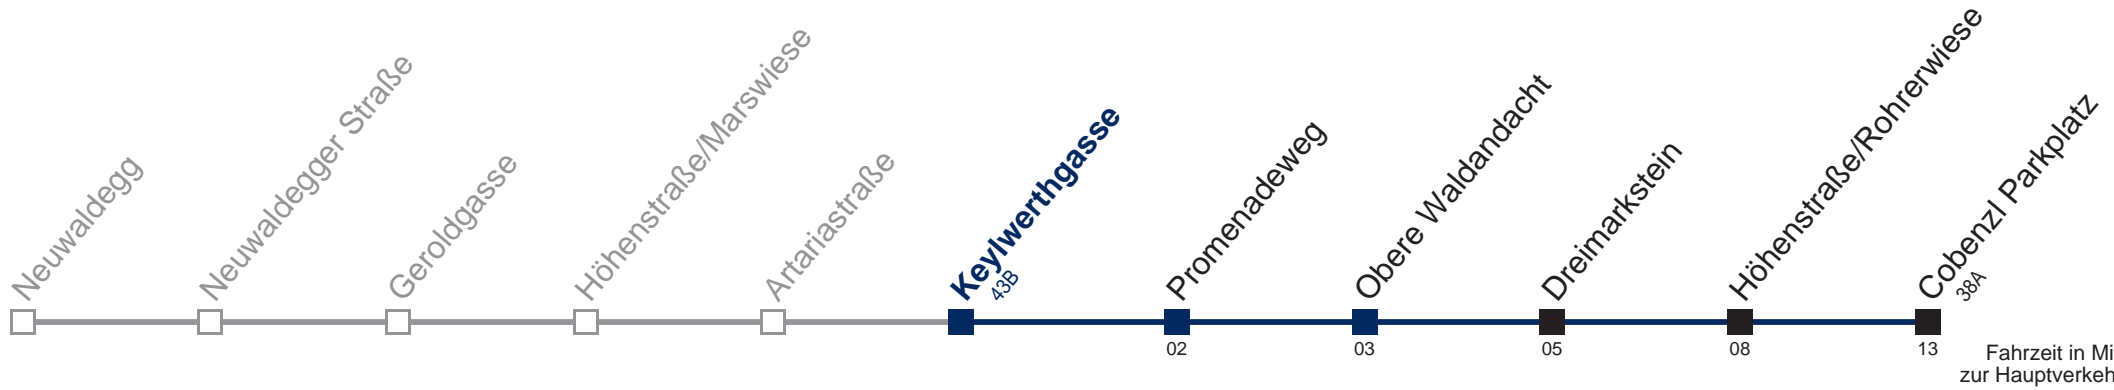 Neuwaldegg
Neuwaldegger Straße
Geroldgasse
Höhenstraße/Marswiese
Artariastraße
Keylwerthgasse
43B
Promenadeweg
Obere Waldandacht
Dreimarkstein
Höhenstraße/Rohrerwiese
Cobenzl Parkplatz
38A
02
03
05
08
13
Fahrzeit in Mi
zur Hauptverkeh